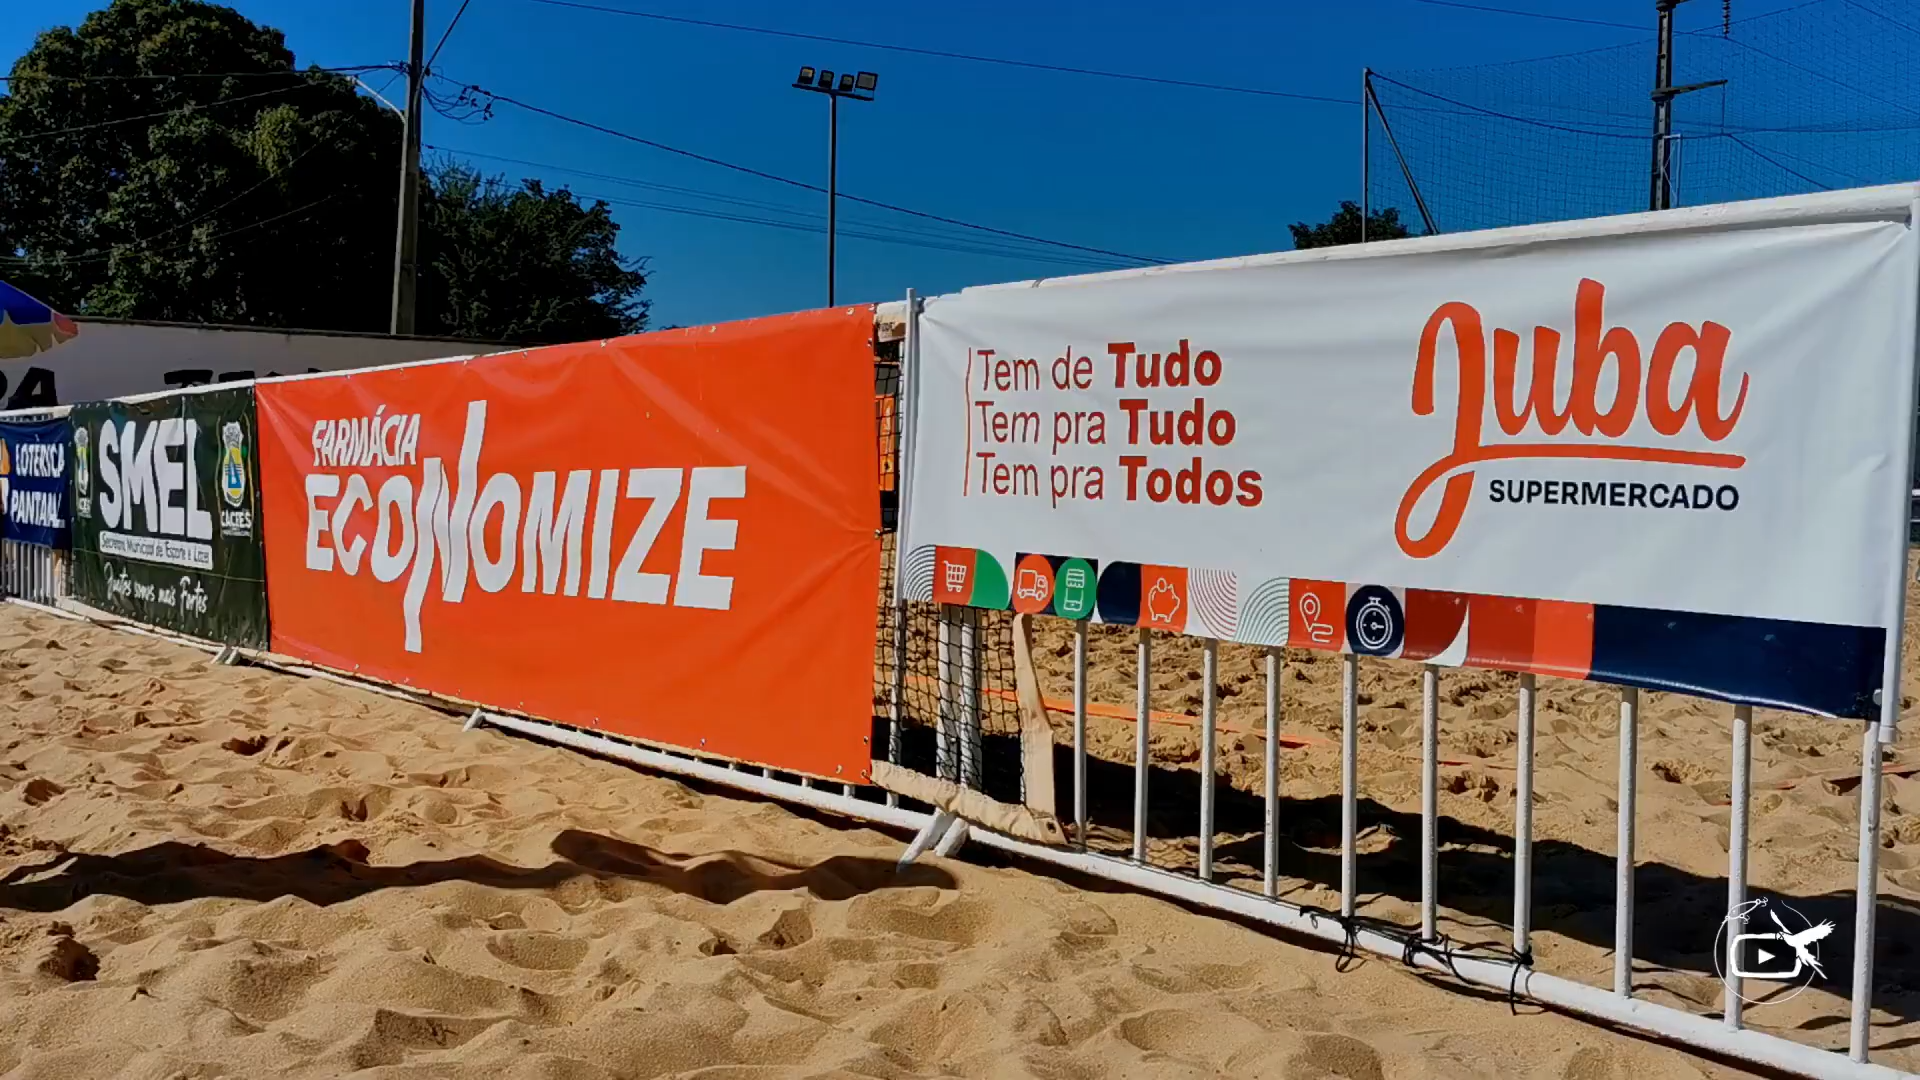 LOTÉRICA
PANTANAL
SMEL
Secretaria Municipal de Esporte e Lazer
Juntos somos mais Fortes
CÁCERES
FARMÁCIA
ECONOMIZE
Tem de Tudo
Tem pra Tudo
Tem pra Todos
Juba
SUPERMERCADO